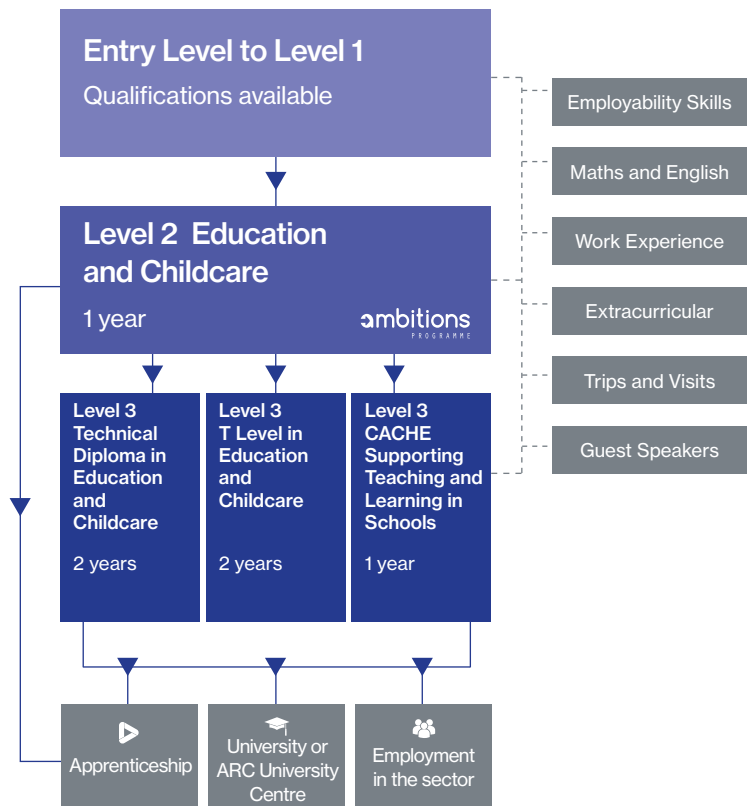 Entry Level to Level 1
Qualifications available
Employability Skills
Maths and English
Work Experience
Extracurricular
Trips and Visits
Guest Speakers
Level 2 Education
and Childcare
1 year
ambitions
PROGRAMME
Level 3
Technical
Diploma in
Education
and
Childcare
2 years
Level 3
T Level in
Education
and
Childcare
2 years
Level 3
CACHE
Supporting
Teaching and
Learning in
Schools
1 year
Apprenticeship
University or
ARC University
Centre
Employment
in the sector